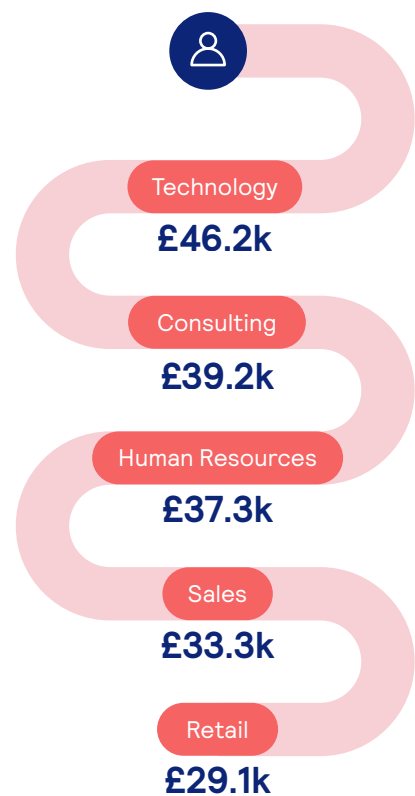 Technology
£46.2k
Consulting
£39.2k
Human Resources
£37.3k
Sales
£33.3k
Retail
£29.1k